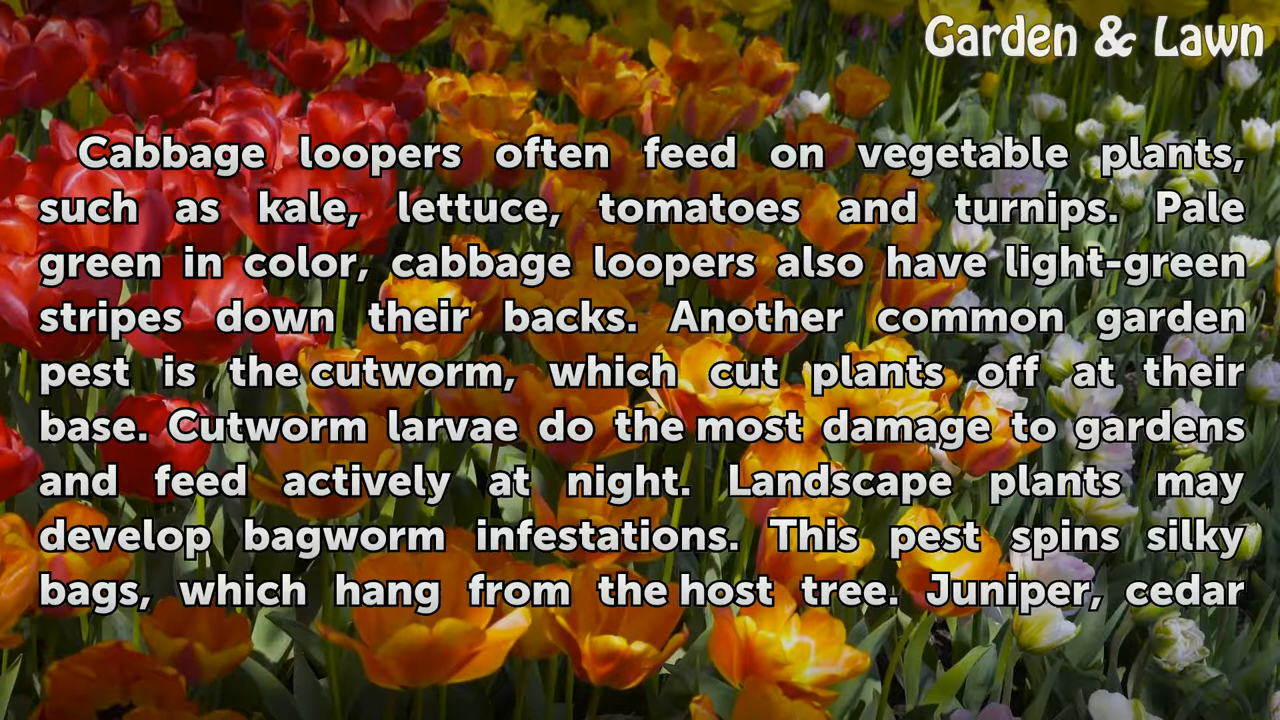 Garden & Lawn
Cabbage loopers often feed on vegetable plants,
such as kale, lettuce, tomatoes and turnips. Pale
green in color, cabbage loopers also have light-green
stripes down their backs. Another common garden
pest is the cutworm, which cut plants off at their
base. Cutworm larvae do the most damage to gardens
and feed actively at night. Landscape plants may
develop bagworm infestations. This pest spins silky
bags, which hang from the host tree. Juniper, cedar